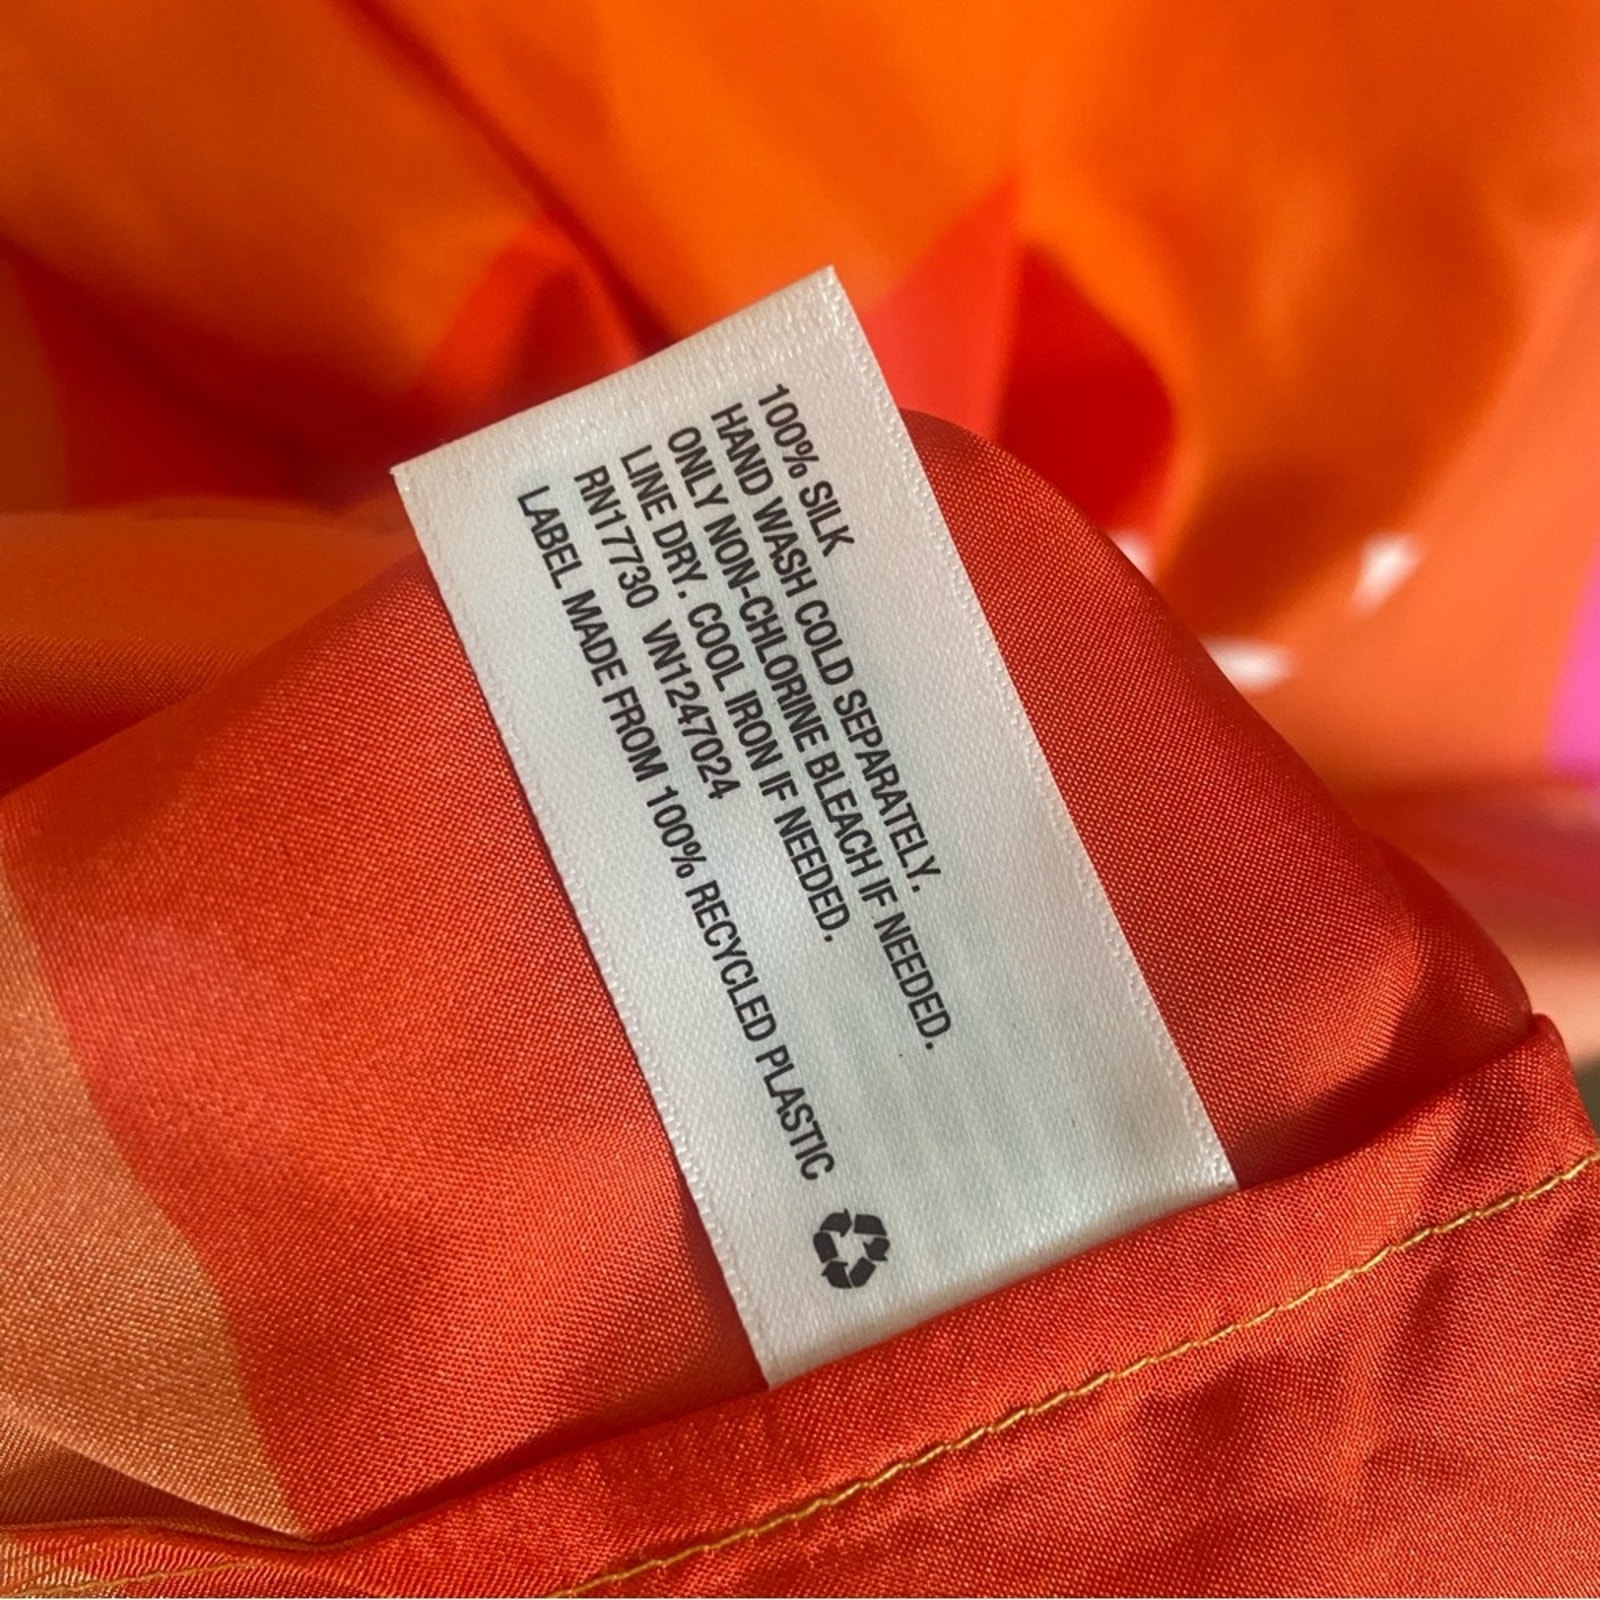 100% SILK
HAND WASH COLD SEPARATELY.
ONLY NON-CHLORINE BLEACH IF NEEDED.
LINE DRY. COOL IRON IF NEEDED.
RN17730 VN1247024
LABEL MADE FROM 100% RECYCLED PLASTIC